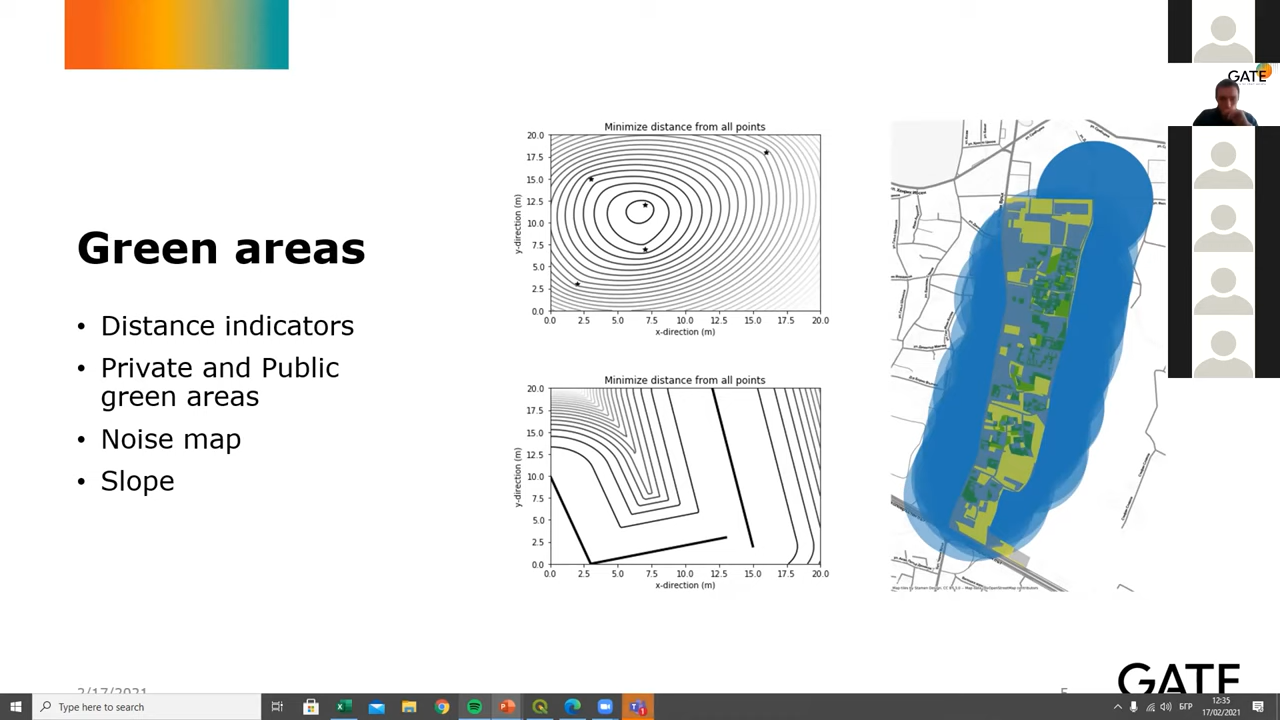 GATE
Green areas
• Distance indicators
• Private and Public
green areas
• Noise map
• Slope
Minimize distance from all points
20.0
17.5
15.0
12.5
10.0
7.5
5.0
2.5
0.0
y-direction (m)
0.0 2.5 5.0 7.5 10.0 12.5 15.0 17.5 20.0
x-direction (m)
Minimize distance from all points
20.0
17.5
15.0
12.5
10.0
7.5
5.0
2.5
0.0
y-direction (m)
0.0 2.5 5.0 7.5 10.0 12.5 15.0 17.5 20.0
x-direction (m)
2/17/2021
5
GATE
Type here to search
БГР
12:35
17/02/2021